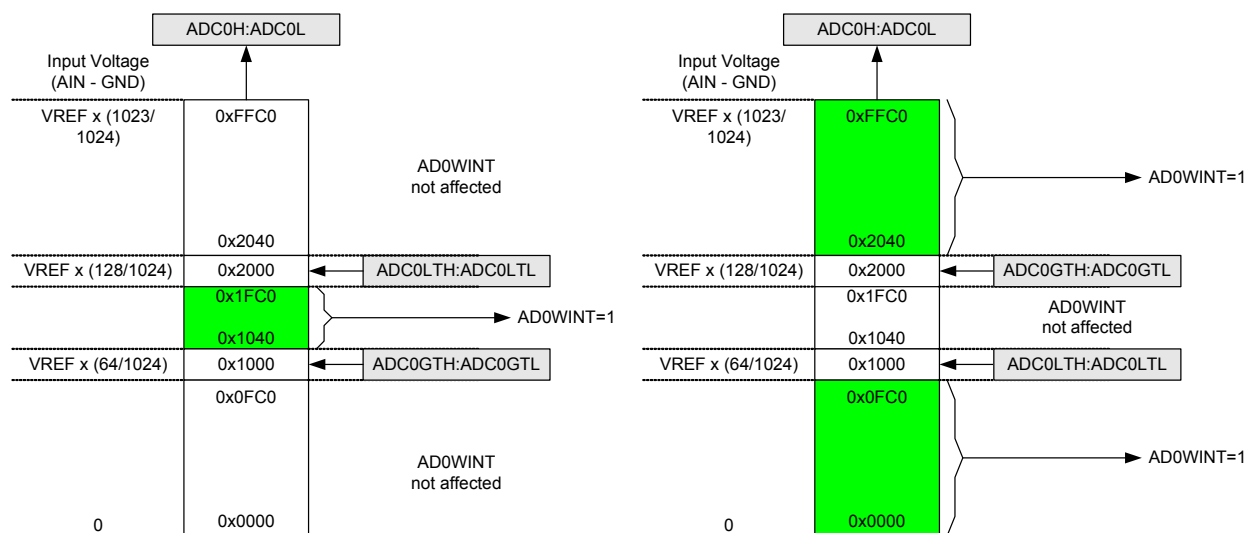 ADC0H:ADC0L
Input Voltage
(AIN - GND)
VREF x (1023/
1024)
0xFFC0
AD0WINT
not affected
0x2040
VREF x (128/1024)
0x2000
ADC0LTH:ADC0LTL
0x1FC0
AD0WINT=1
0x1040
VREF x (64/1024)
0x1000
ADC0GTH:ADC0GTL
0x0FC0
AD0WINT
not affected
0
0x0000
ADC0H:ADC0L
Input Voltage
(AIN - GND)
VREF x (1023/
1024)
0xFFC0
AD0WINT=1
0x2040
VREF x (128/1024)
0x2000
ADC0GTH:ADC0GTL
0x1FC0
AD0WINT
not affected
0x1040
VREF x (64/1024)
0x1000
ADC0LTH:ADC0LTL
0x0FC0
AD0WINT=1
0
0x0000